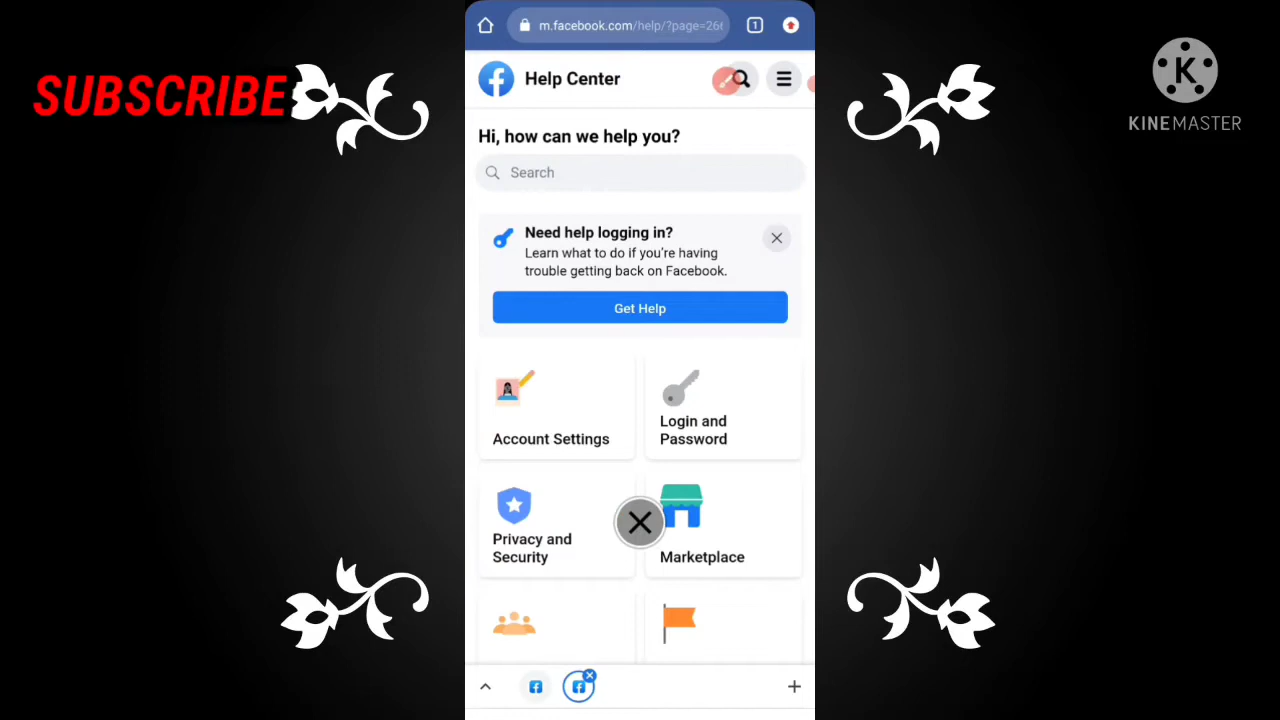 SUBSCRIBE
KINEMASTER
m.facebook.com/help/?page=266
1
Help Center
Hi, how can we help you?
Search
Need help logging in?
Learn what to do if you're having
trouble getting back on Facebook.
Get Help
Account Settings
Login and
Password
Privacy and
Security
Marketplace